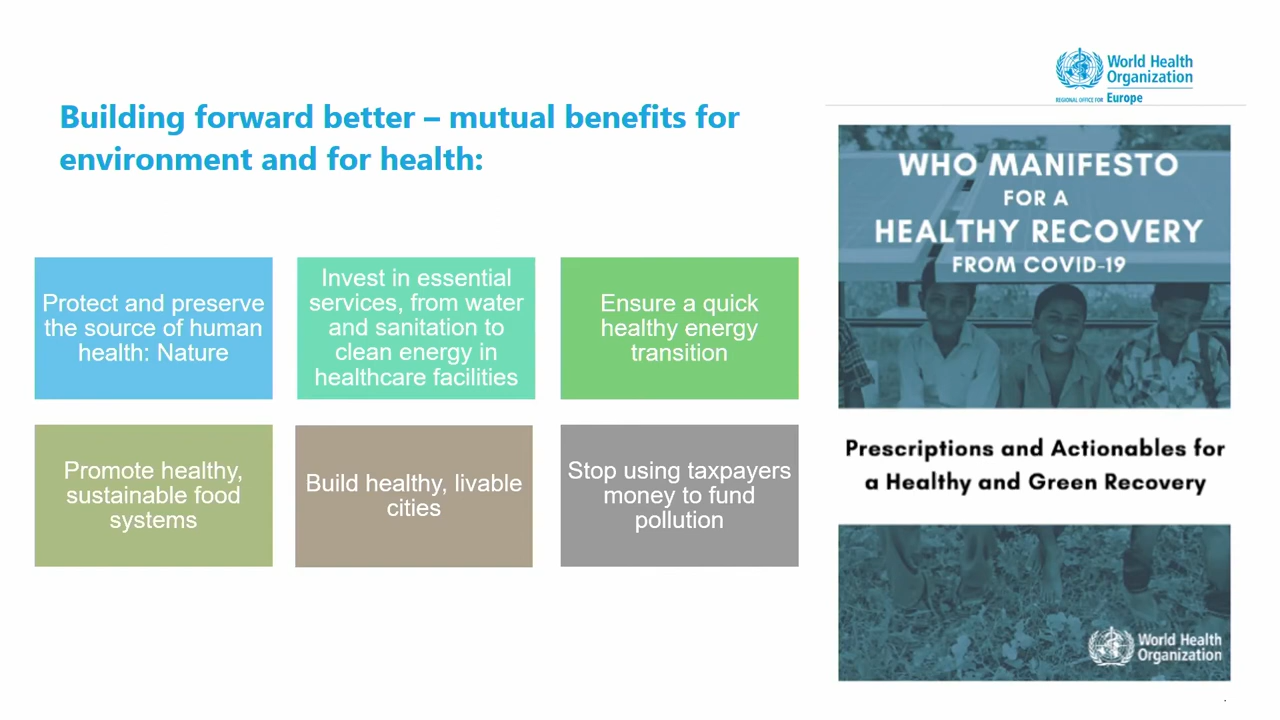 World Health
Organization
REGIONAL OFFICE FOR Europe
Building forward better – mutual benefits for
environment and for health:
Protect and preserve
the source of human
health: Nature
Invest in essential
services, from water
and sanitation to
clean energy in
healthcare facilities
Ensure a quick
healthy energy
transition
Promote healthy,
sustainable food
systems
Build healthy, livable
cities
Stop using taxpayers
money to fund
pollution
WHO MANIFESTO
FOR A
HEALTHY RECOVERY
FROM COVID-19
Prescriptions and Actionables for
a Healthy and Green Recovery
World Health
Organization